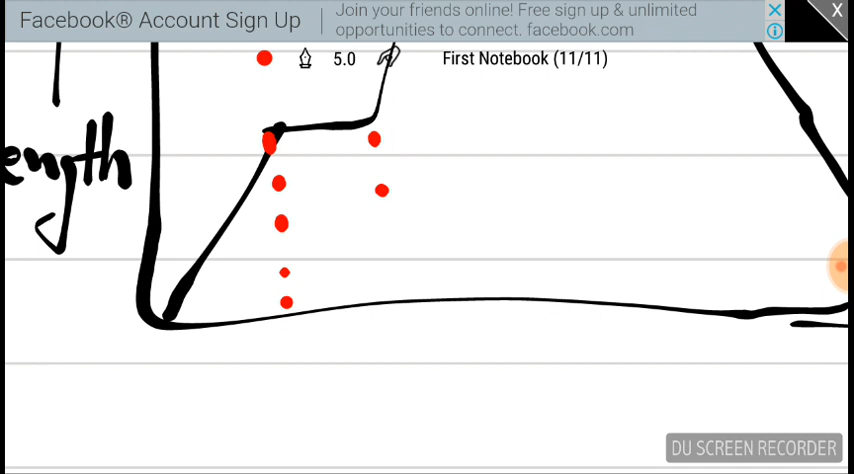 Facebook® Account Sign Up
Join your friends online! Free sign up & unlimited
opportunities to connect. facebook.com
X
5.0
First Notebook (11/11)
ength
DU SCREEN RECORDER